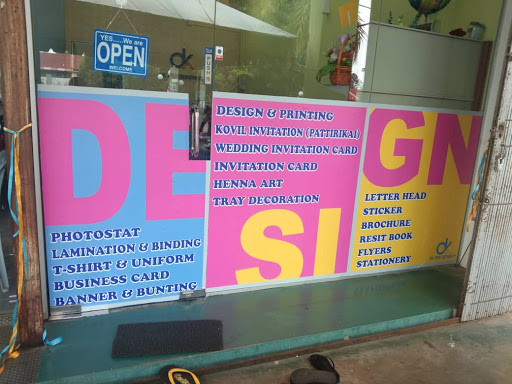 YES.....We are
OPEN
WELCOME
DE
SI
GN
PHOTOSTAT
LAMINATION & BINDING
T-SHIRT & UNIFORM
BUSINESS CARD
BANNER & BUNTING
DESIGN & PRINTING
KOVIL INVITATION (PATTIRIKAI)
WEDDING INVITATION CARD
INVITATION CARD
HENNA ART
TRAY DECORATION
LETTER HEAD
STICKER
BROCHURE
RESIT BOOK
FLYERS
STATIONERY